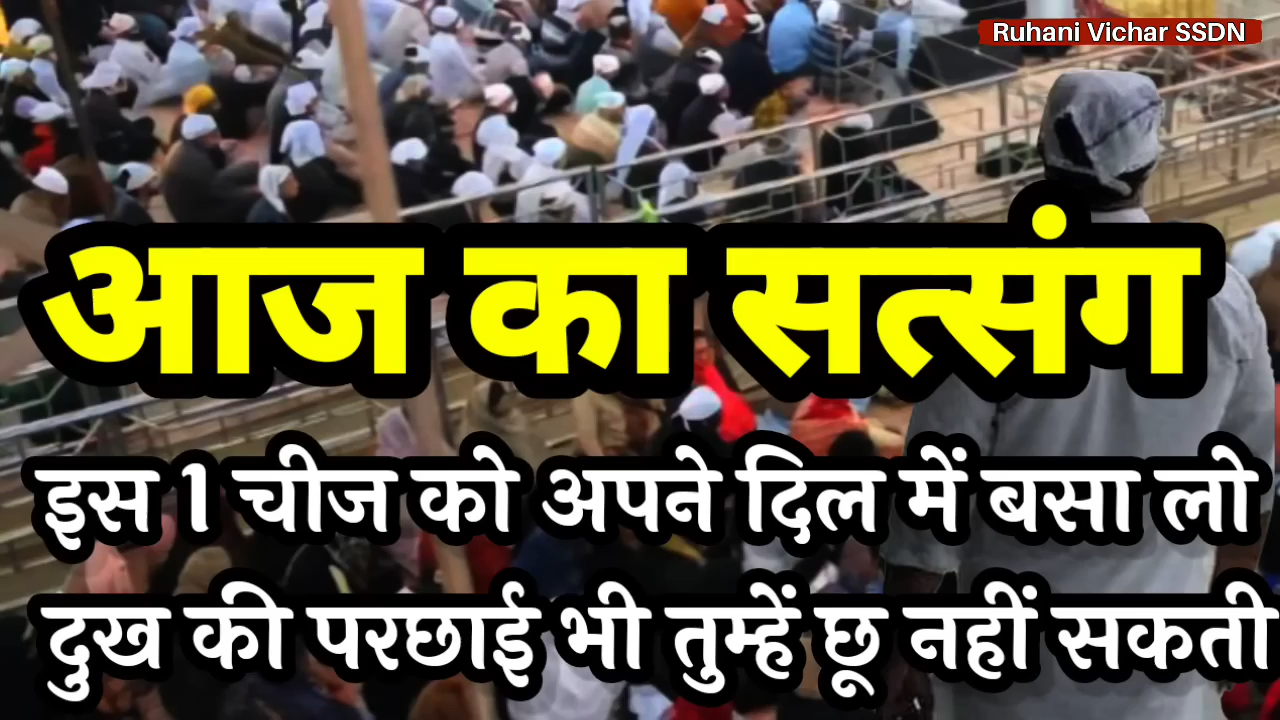 Ruhani Vichar SSDN
आज का सत्संग
इस 1 चीज को अपने दिल में बसा लो
दुख की परछाई भी तुम्हें छू नहीं सकती